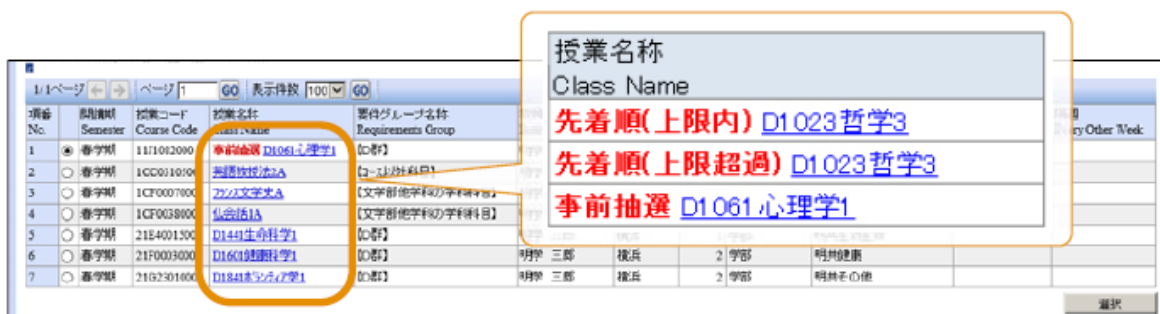 授業名称
Class Name
先着順(上限内) D1023哲学3
先着順(上限超過) D1023哲学3
事前抽選 D1061心理学1
1/1ページ ページ 1 GO 表示件数 100 GO
項番 開講期 授業コード 授業名称 要件グループ名称
No. Semester Course Code Class Name Requirements Group Every Other Week
1 春学期 事前抽選 D1061心理学1 【D群】
2 春学期 1CC0310500
3 春学期 1CF0007000 フランス文学史A 【文学部他学科の学科科目】
4 春学期 1CF0038000 仏会話1A 【文学部他学科の学科科目】
5 春学期 21E4001500 D1441生命科学1 【D群】
6 春学期 21F0003000 D1601健康科学1 【D群】 明学 三郎 横浜 2 学部 明共健康
7 春学期 21G2301000 D1841ボランティア学1 【D群】 明学 三郎 横浜 2 学部 明共その他
選択